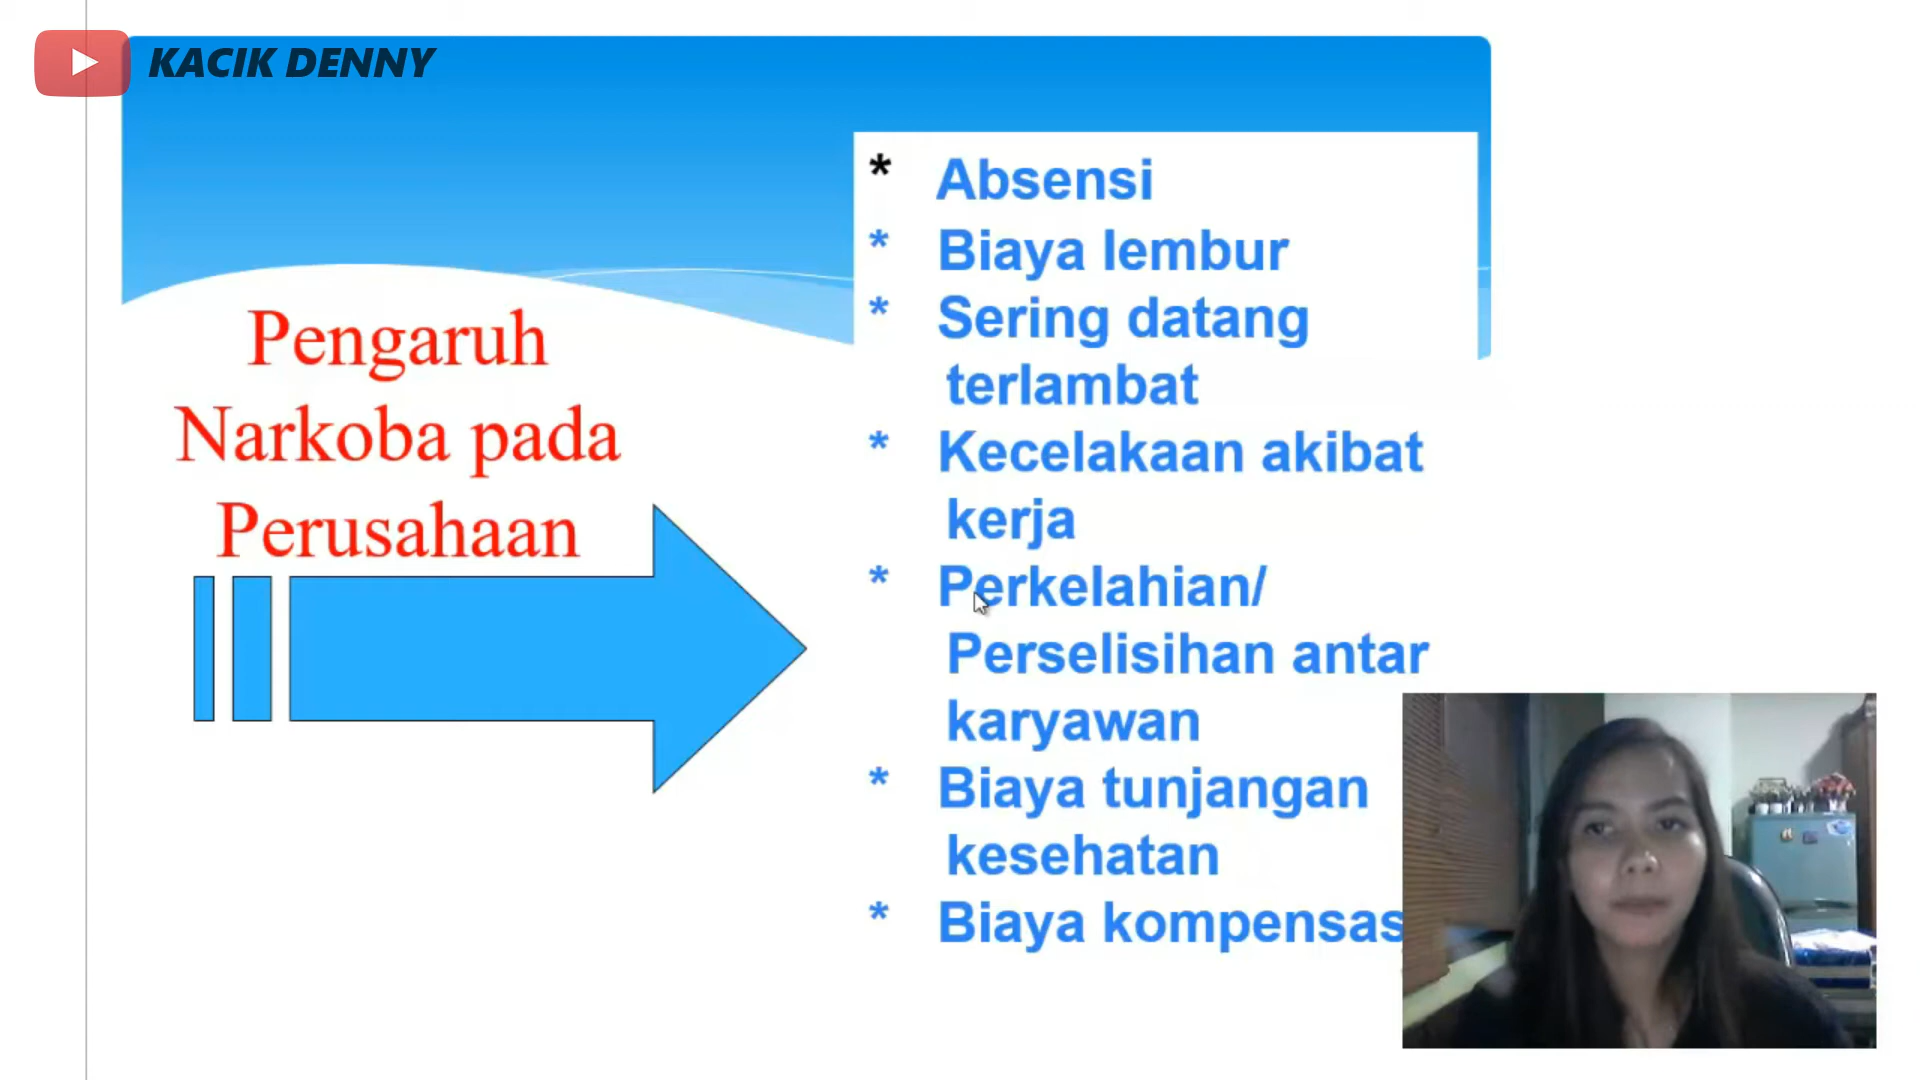 KACIK DENNY
Pengaruh
Narkoba pada
Perusahaan
* Absensi
* Biaya lembur
* Sering datang
terlambat
* Kecelakaan akibat
kerja
* Perkelahian/
Perselisihan antar
karyawan
* Biaya tunjangan
kesehatan
* Biaya kompensas